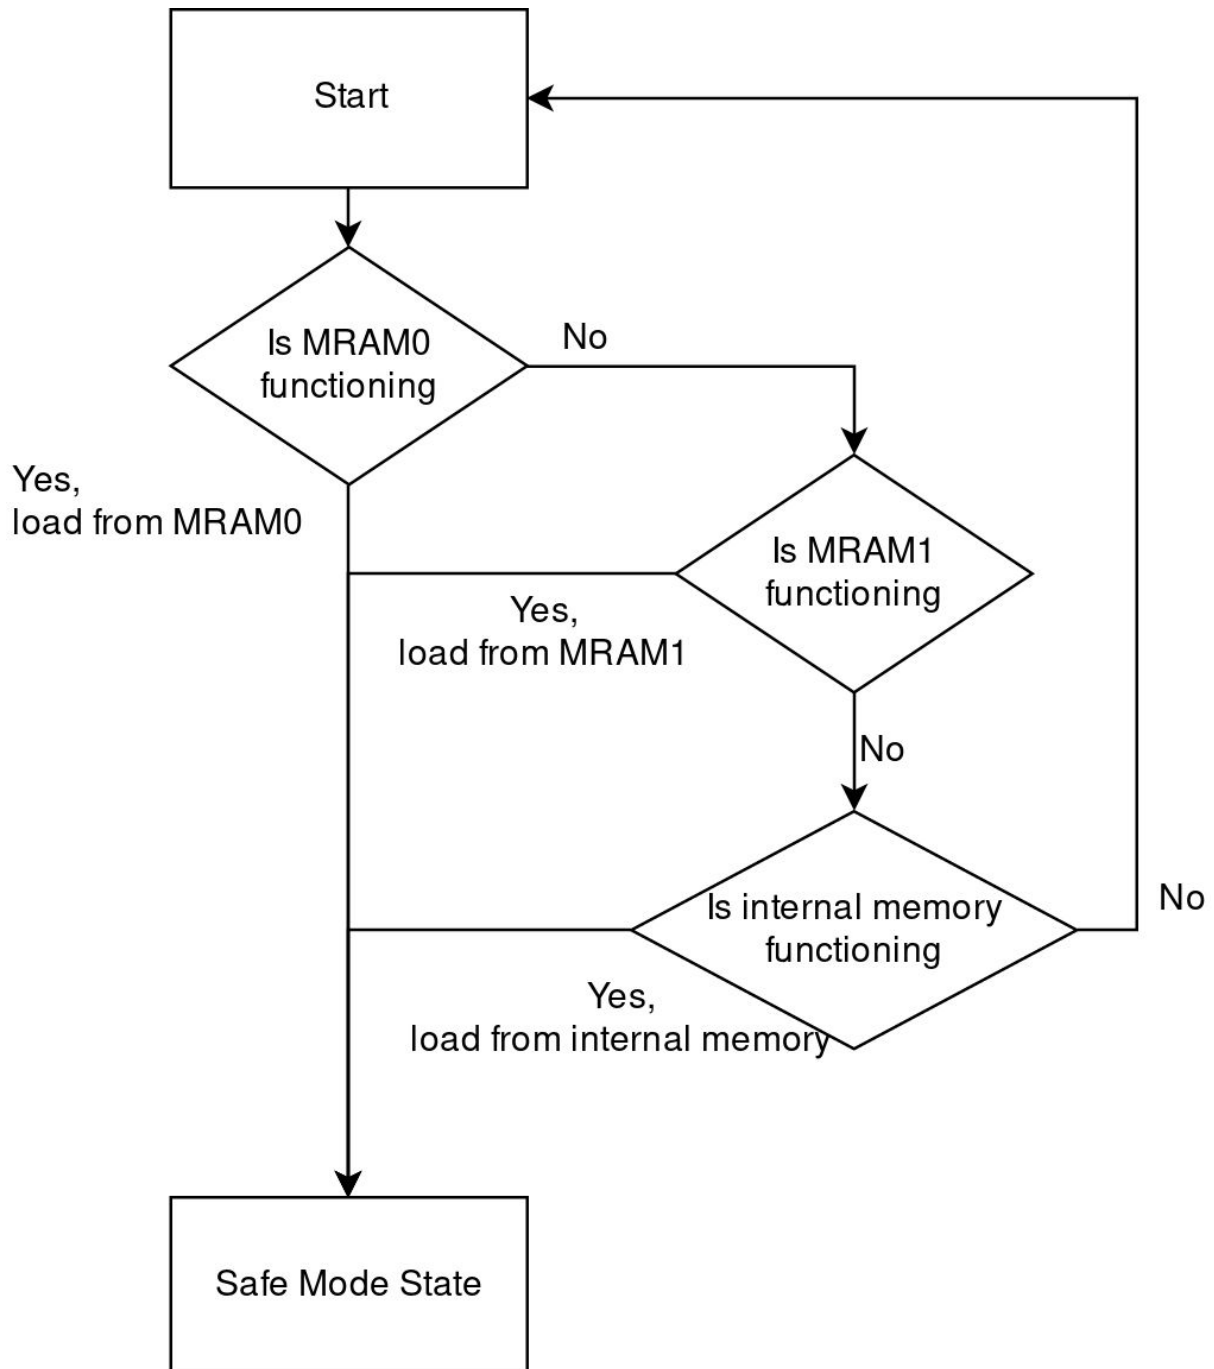 Start
Is MRAM0
functioning
No
Yes,
load from MRAM0
Is MRAM1
functioning
Yes,
load from MRAM1
No
Is internal memory
functioning
No
Yes,
load from internal memory
Safe Mode State